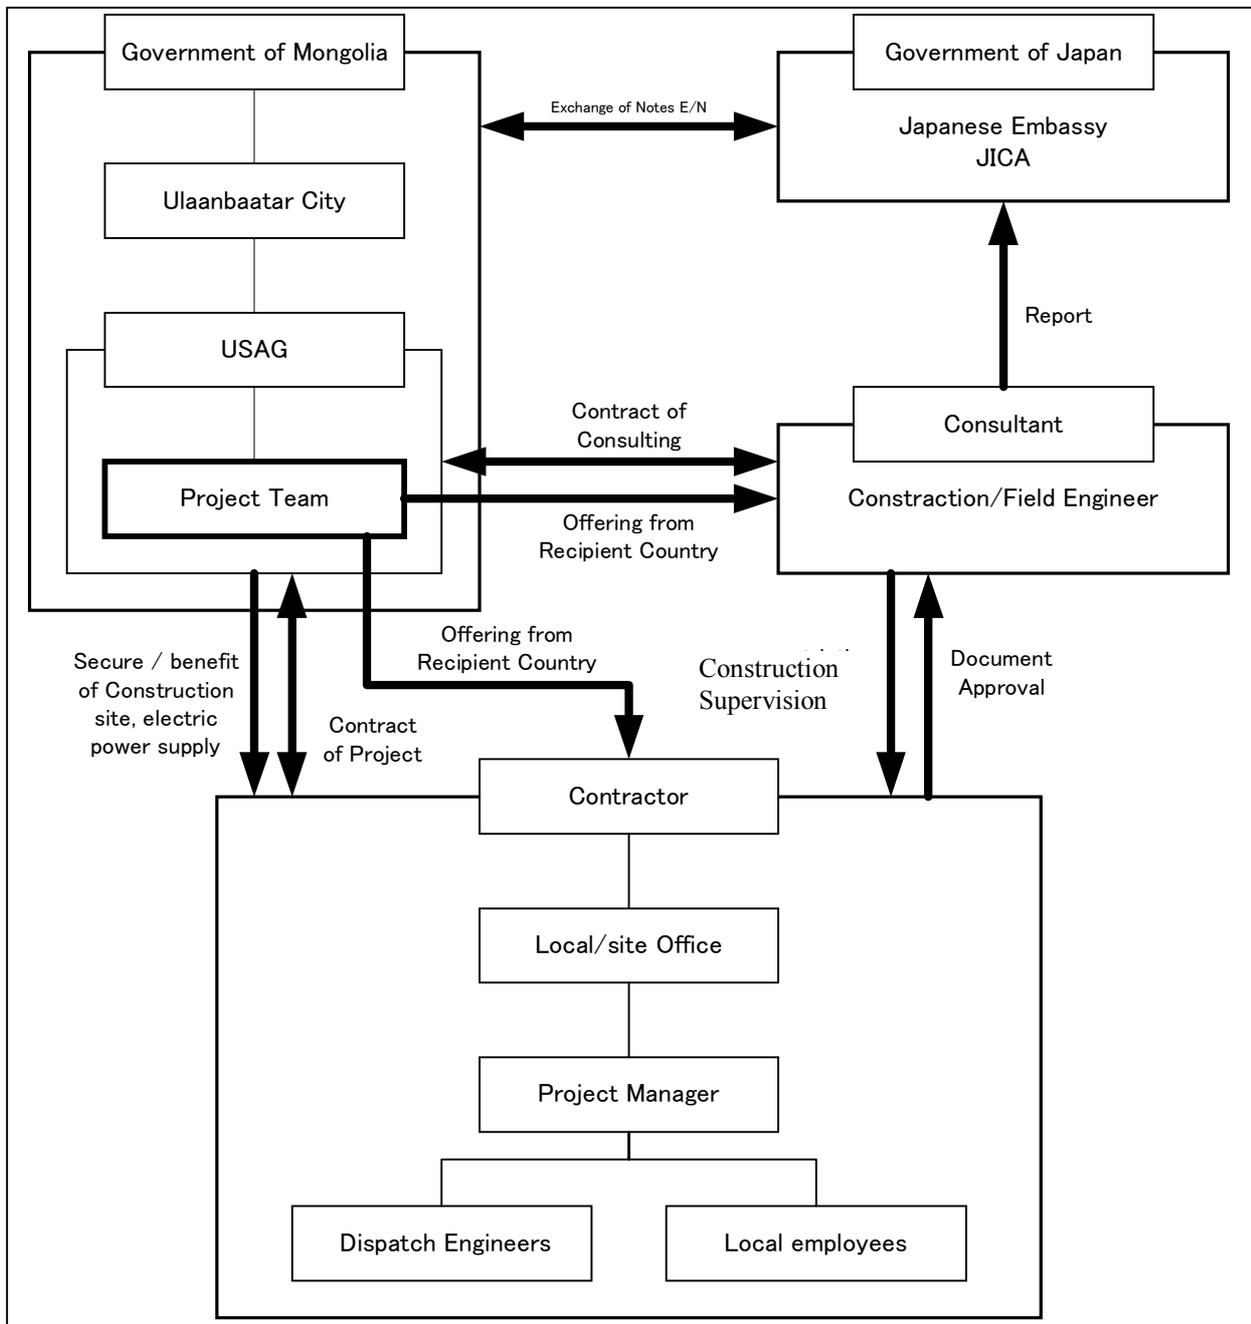 Government of Mongolia
Government of Japan
Exchange of Notes E/N
Japanese Embassy
JICA
Ulaanbaatar City
USAG
Report
Contract of
Consulting
Consultant
Project Team
Constraction/Field Engineer
Offering from
Recipient Country
Secure / benefit
of Construction
site, electric
power supply
Contract
of Project
Offering from
Recipient Country
Construction
Supervision
Document
Approval
Contractor
Local/site Office
Project Manager
Dispatch Engineers
Local employees